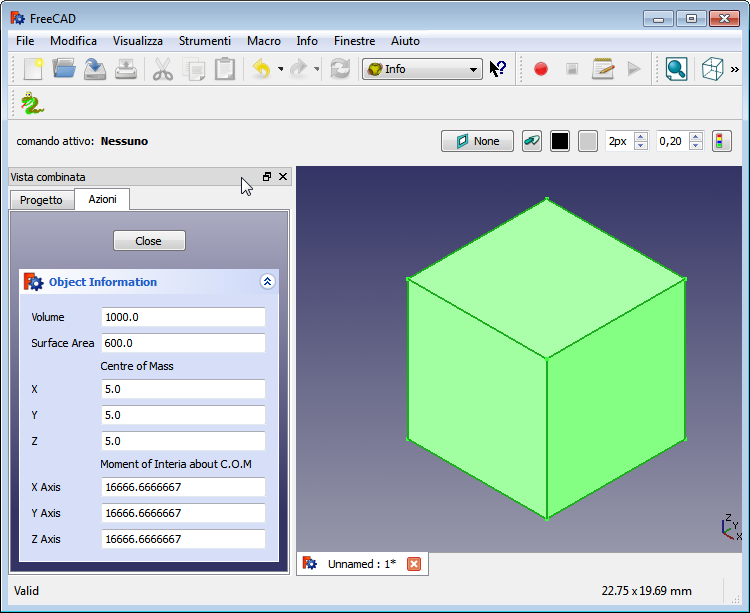 FreeCAD
File Modifica Visualizza Strumenti Macro Info Finestre Aiuto
Info
comando attivo: Nessuno None 2px 0,20
Vista combinata
Progetto Azioni
Close
Object Information
Volume 1000.0
Surface Area 600.0
Centre of Mass
X 5.0
Y 5.0
Z 5.0
Moment of Interia about C.O.M
X Axis 16666.6666667
Y Axis 16666.6666667
Z Axis 16666.6666667
Z
Y
X
Unnamed : 1*
Valid 22.75 x 19.69 mm